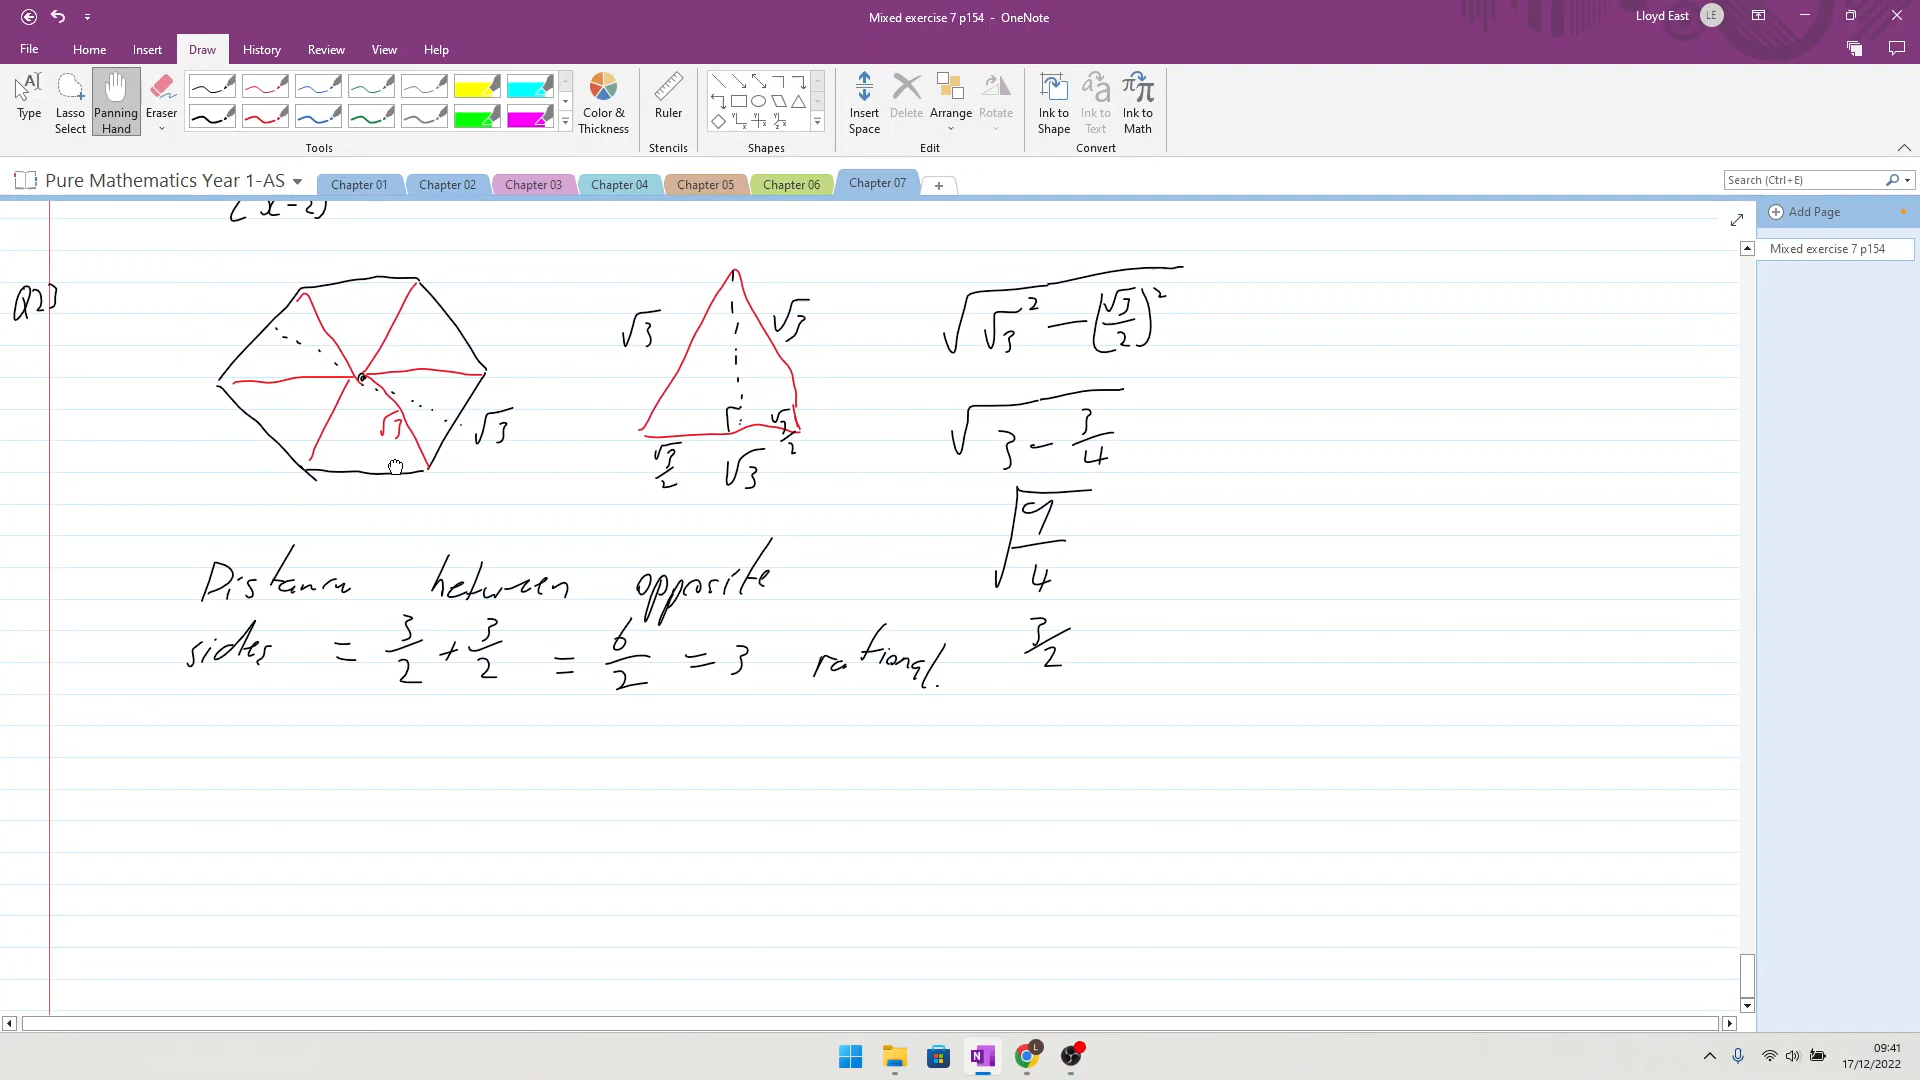 Mixed exercise 7 p154 - OneNote
Lloyd East
LE
File Home Insert Draw History Review View Help
Type
Lasso Select
Panning Hand
Eraser
Tools
Color & Thickness
Ruler
Stencils
Shapes
Insert Space
Delete
Arrange
Rotate
Edit
Ink to Shape
Ink to Text
Ink to Math
Convert
Pure Mathematics Year 1-AS
Chapter 01
Chapter 02
Chapter 03
Chapter 04
Chapter 05
Chapter 06
Chapter 07
Search (Ctrl+E)
Add Page
Mixed exercise 7 p154
(x-2)
Q23
√3
√3
√3
√3
√3/2
√3/2
√3
√(√3² — (√3/2)²)
√(3 - 3/4)
√(9/4)
3/2
Distance between opposite
sides = 3/2 + 3/2 = 6/2 = 3 rational.
09:41
17/12/2022